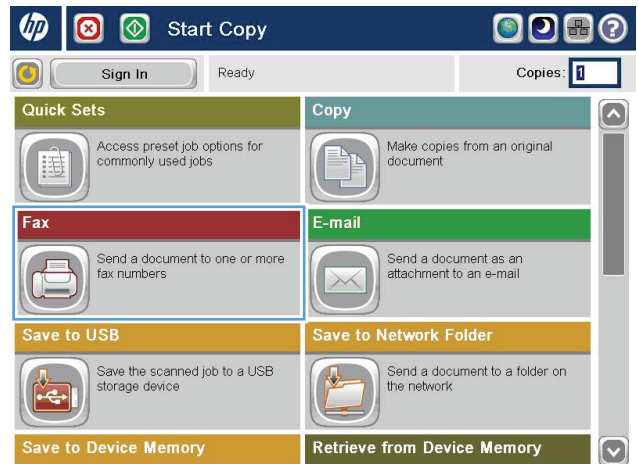 hp Start Copy ?
Sign In Ready Copies: 1
Quick Sets
Access preset job options for
commonly used jobs
Copy
Make copies from an original
document
Fax
Send a document to one or more
fax numbers
E-mail
Send a document as an
attachment to an e-mail
Save to USB
Save the scanned job to a USB
storage device
Save to Network Folder
Send a document to a folder on
the network
Save to Device Memory
Retrieve from Device Memory